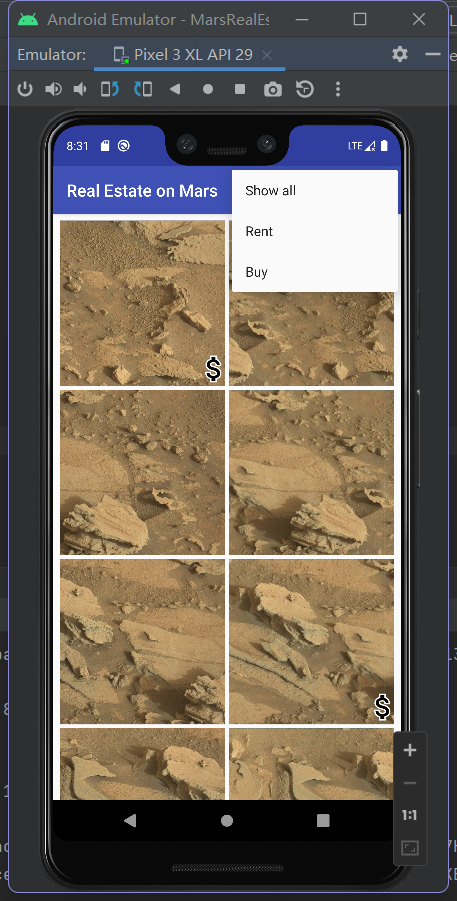 Android Emulator - MarsRealEs
Emulator:
Pixel 3 XL API 29
8:31
LTE
Real Estate on Mars
Show all
Rent
Buy
$
$
1:1